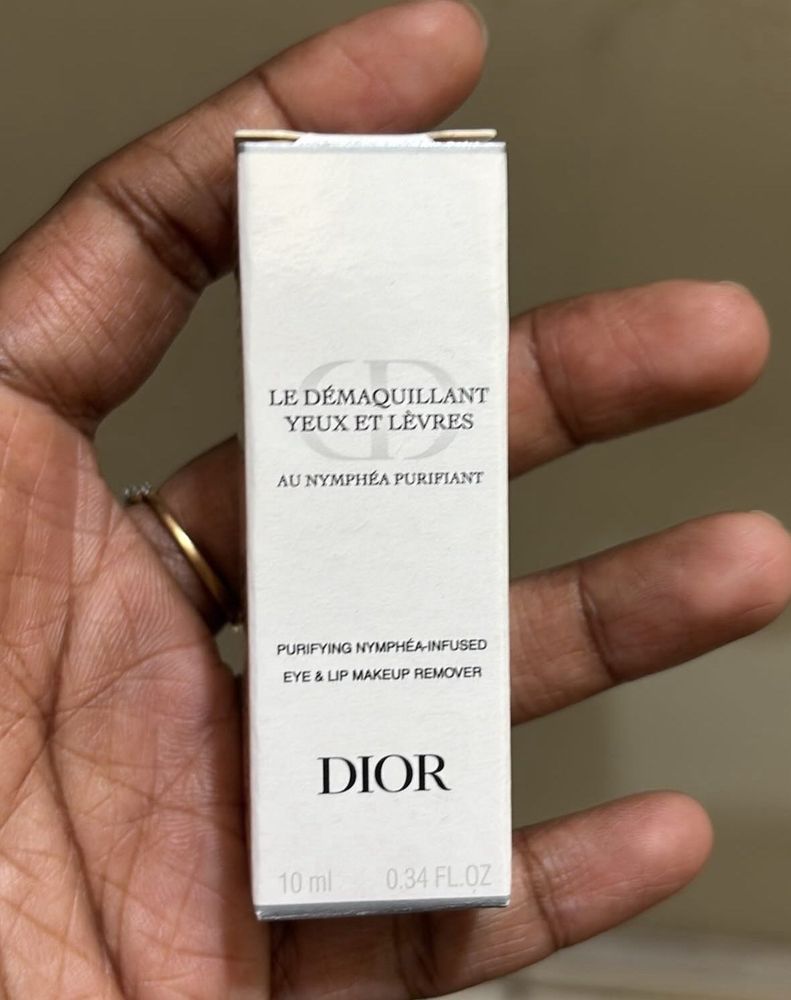 LE DÉMAQUILLANT
YEUX ET LÈVRES
AU NYMPHÉA PURIFIANT
PURIFYING NYMPHÉA-INFUSED
EYE & LIP MAKEUP REMOVER
DIOR
10 ml 0.34 FL.OZ